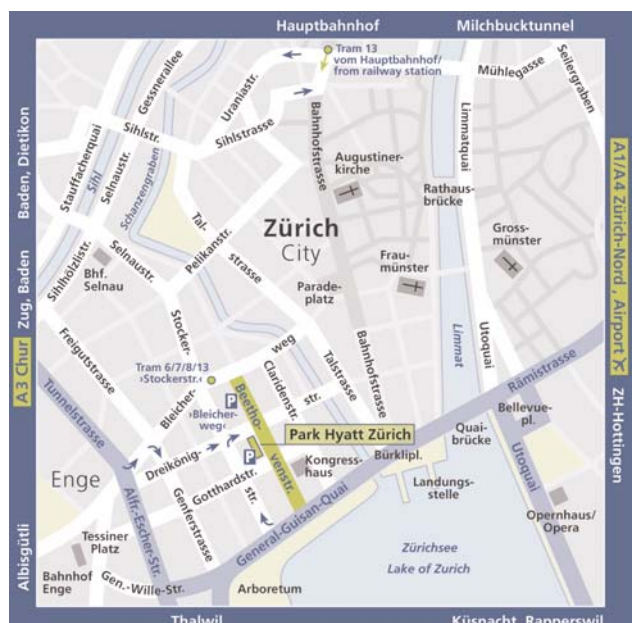 Hauptbahnhof
Milchbucktunnel
Tram 13
vom Hauptbahnhof/
from railway station
Mühlegasse
Seilergraben
Gessnerallee
Uraniastr.
Sihlstr.
Sihlstrasse
Stauffacherquai
Sihl
Selnaustr.
Schanzengraben
Bahnhofstrasse
Augustiner-
kirche
Limmatquai
Rathaus-
brücke
Baden, Dietikon
A1/A4 Zürich-Nord, Airport
Zürich
City
Tal-
strasse
Pelikanstr.
Gross-
münster
Frau-
münster
Sihlhölzlistr.
Selnaustr.
Bhf.
Selnau
Parade-
platz
Zug, Baden
Stocker-
Limmat
Utoquai
Freigutstrasse
weg
Bahnhofstrasse
Talstrasse
Claridenstr.
Rämistrasse
A3 Chur
Tram 6/7/8/13
›Stockerstr.‹
Bleicher-
Tunnelstrasse
P
›Bleicher-
weg‹
Beetho-
venstr.
str.
Bellevue-
pl.
ZH-Hottingen
Park Hyatt Zürich
Quai-
brücke
Dreikönig-
P
Kongress-
haus
Bürklipl.
Enge
Gotthardstr.
str.
Landungs-
stelle
Utoquai
Alfr.-Escher-Str.
Genferstrasse
General-Guisan-Quai
Opernhaus/
Opera
Tessiner
Platz
Albisgütli
Zürichsee
Lake of Zurich
Bahnhof
Enge
Gen.-Wille-Str.
Arboretum
Thalwil
Küsnacht, Rapperswil